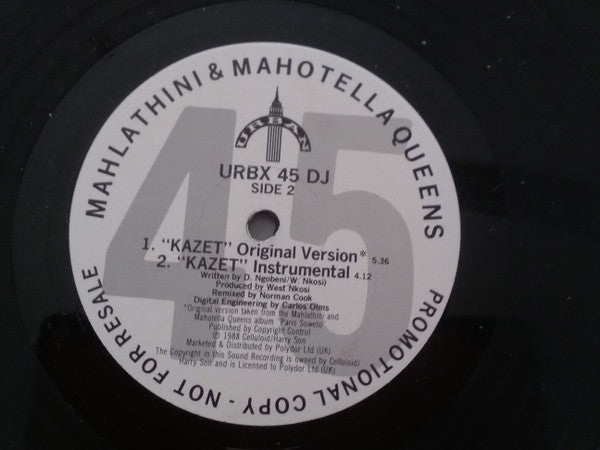 MAHLATHINI & MAHOTELLA QUEENS
URBAN
URBX 45 DJ
SIDE 2
45
1. "KAZET" Original Version* 5.36
2. "KAZET" Instrumental 4.12
Written by D. Ngobeni/W. Nkosi)
Produced by West Nkosi
Remixed by Norman Cook
Digital Engineering by Carlos Olms
*Original version taken from the Mahlathini and
Mahutella Queens album 'Paris Soweto'
Published by Copyright Control
℗ 1988 Celluloid/Harry Son
Marketed & Distributed by Polydor Ltd (UK)
The Copyright in this Sound Recording is owned by Celluloid/
Harry Son and is Licensed to Polydor Ltd (UK)
PROMOTIONAL COPY - NOT FOR RESALE